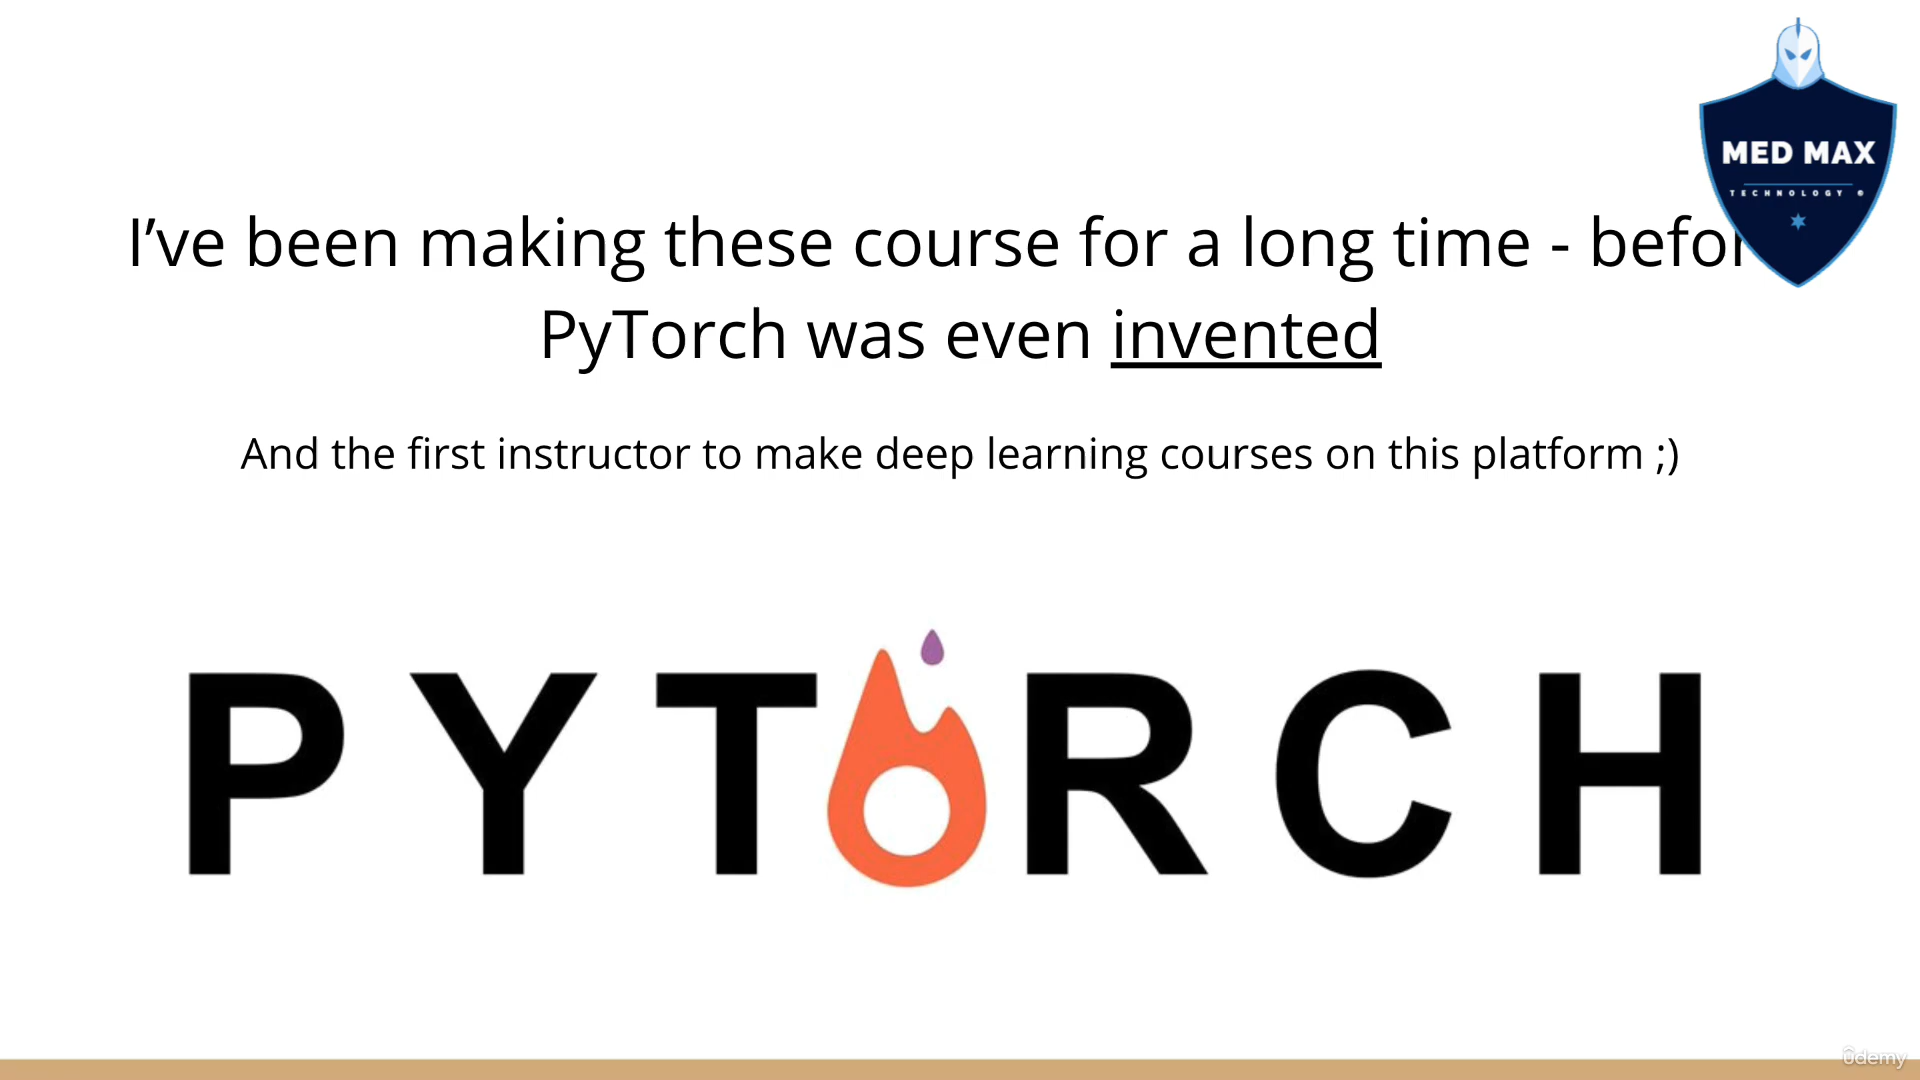 MED MAX
TECHNOLOGY
I’ve been making these course for a long time - befor
PyTorch was even invented
And the first instructor to make deep learning courses on this platform ;)
PYTORCH
ûdemy